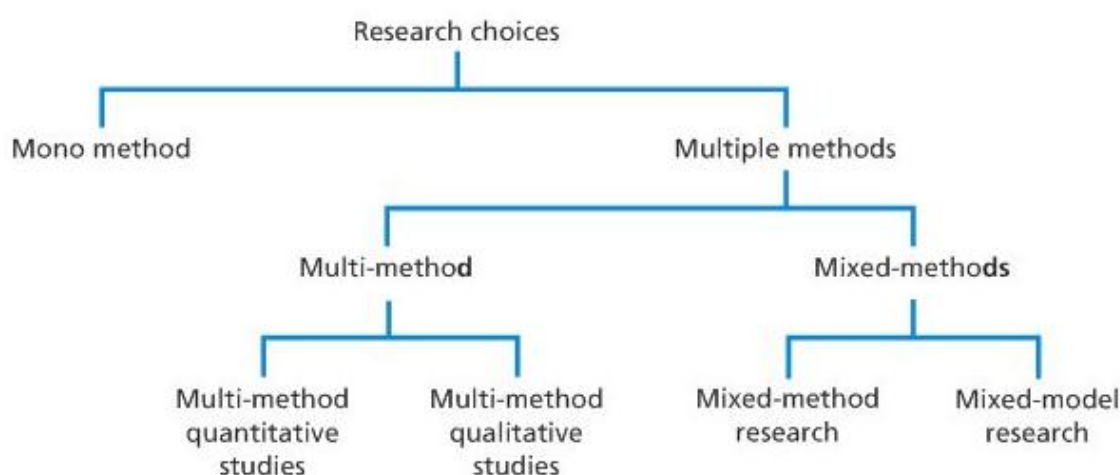 Research choices
Mono method
Multiple methods
Multi-method
Mixed-methods
Multi-method
quantitative
studies
Multi-method
qualitative
studies
Mixed-method
research
Mixed-model
research